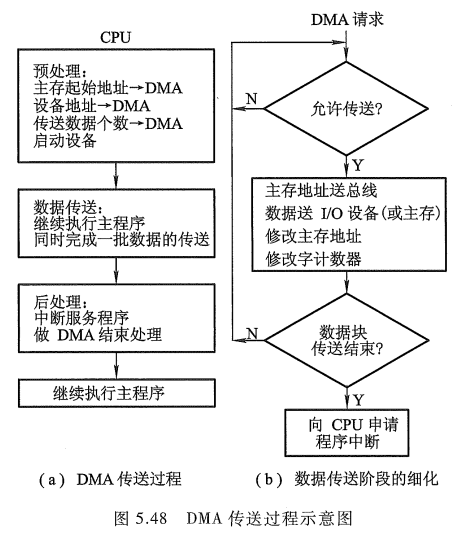 CPU
预处理:
主存起始地址→DMA
设备地址→DMA
传送数据个数→DMA
启动设备
数据传送:
继续执行主程序
同时完成一批数据的传送
后处理:
中断服务程序
做 DMA 结束处理
继续执行主程序
(a) DMA 传送过程
DMA 请求
允许传送?
N
Y
主存地址送总线
数据送 I/O 设备(或主存)
修改主存地址
修改字计数器
数据块
传送结束?
N
Y
向 CPU 申请
程序中断
(b) 数据传送阶段的细化
图 5.48 DMA 传送过程示意图